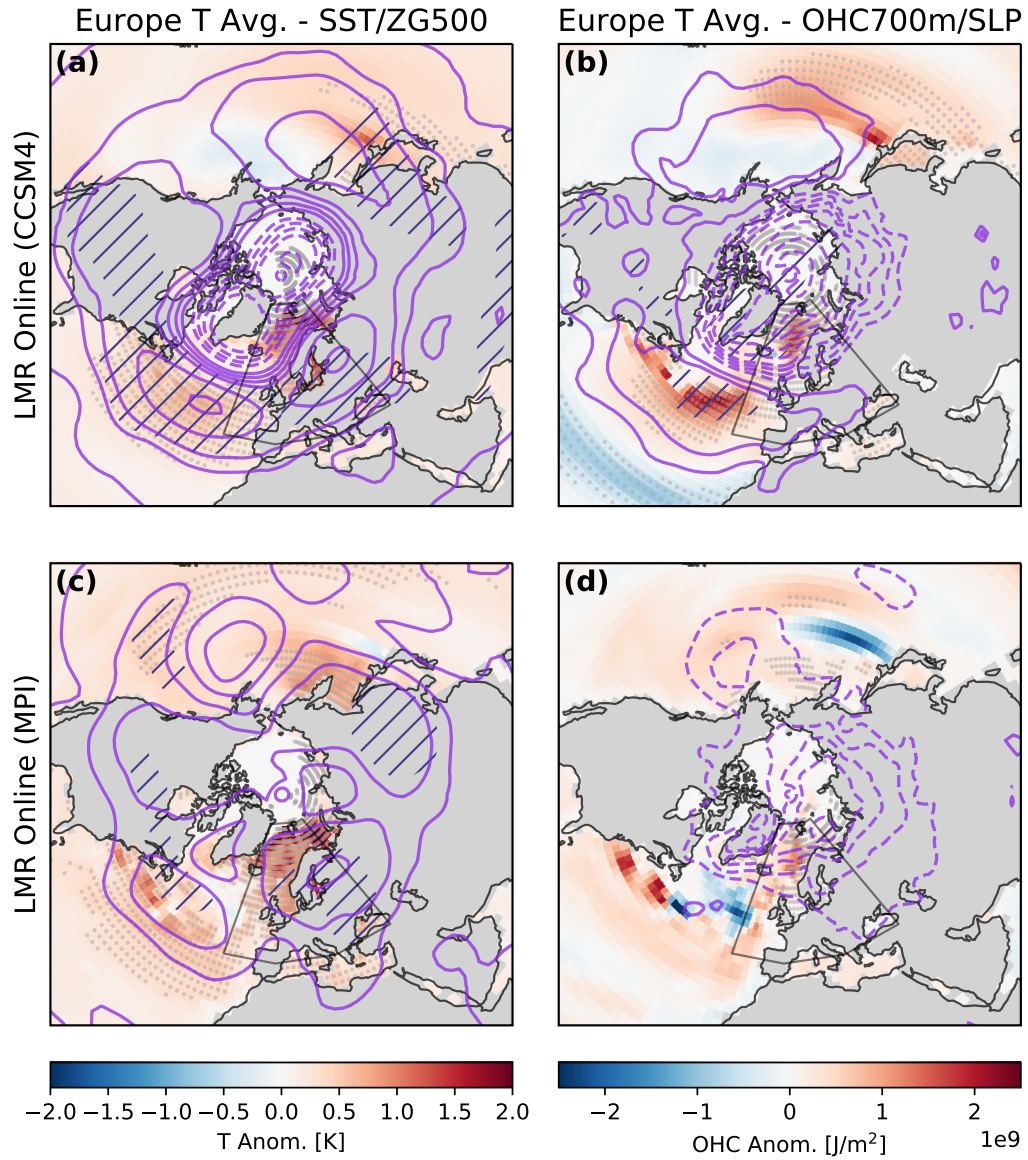 Europe T Avg. - SST/ZG500
Europe T Avg. - OHC700m/SLP
LMR Online (CCSM4)
(a)
(b)
LMR Online (MPI)
(c)
(d)
−2.0 −1.5 −1.0 −0.5 0.0 0.5 1.0 1.5 2.0
T Anom. [K]
−2 −1 0 1 2
1e9
OHC Anom. [J/m²]